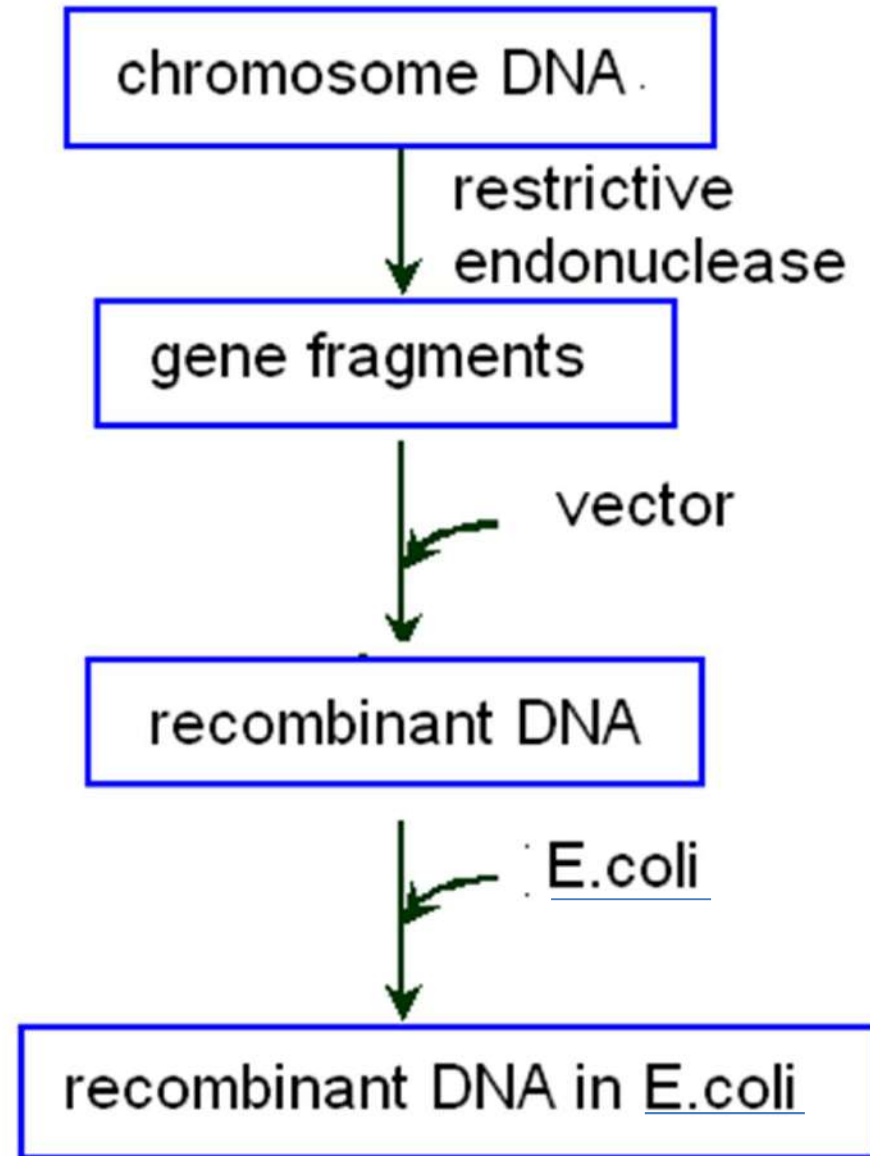 chromosome DNA
restrictive
endonuclease
gene fragments
vector
recombinant DNA
E.coli
recombinant DNA in E.coli